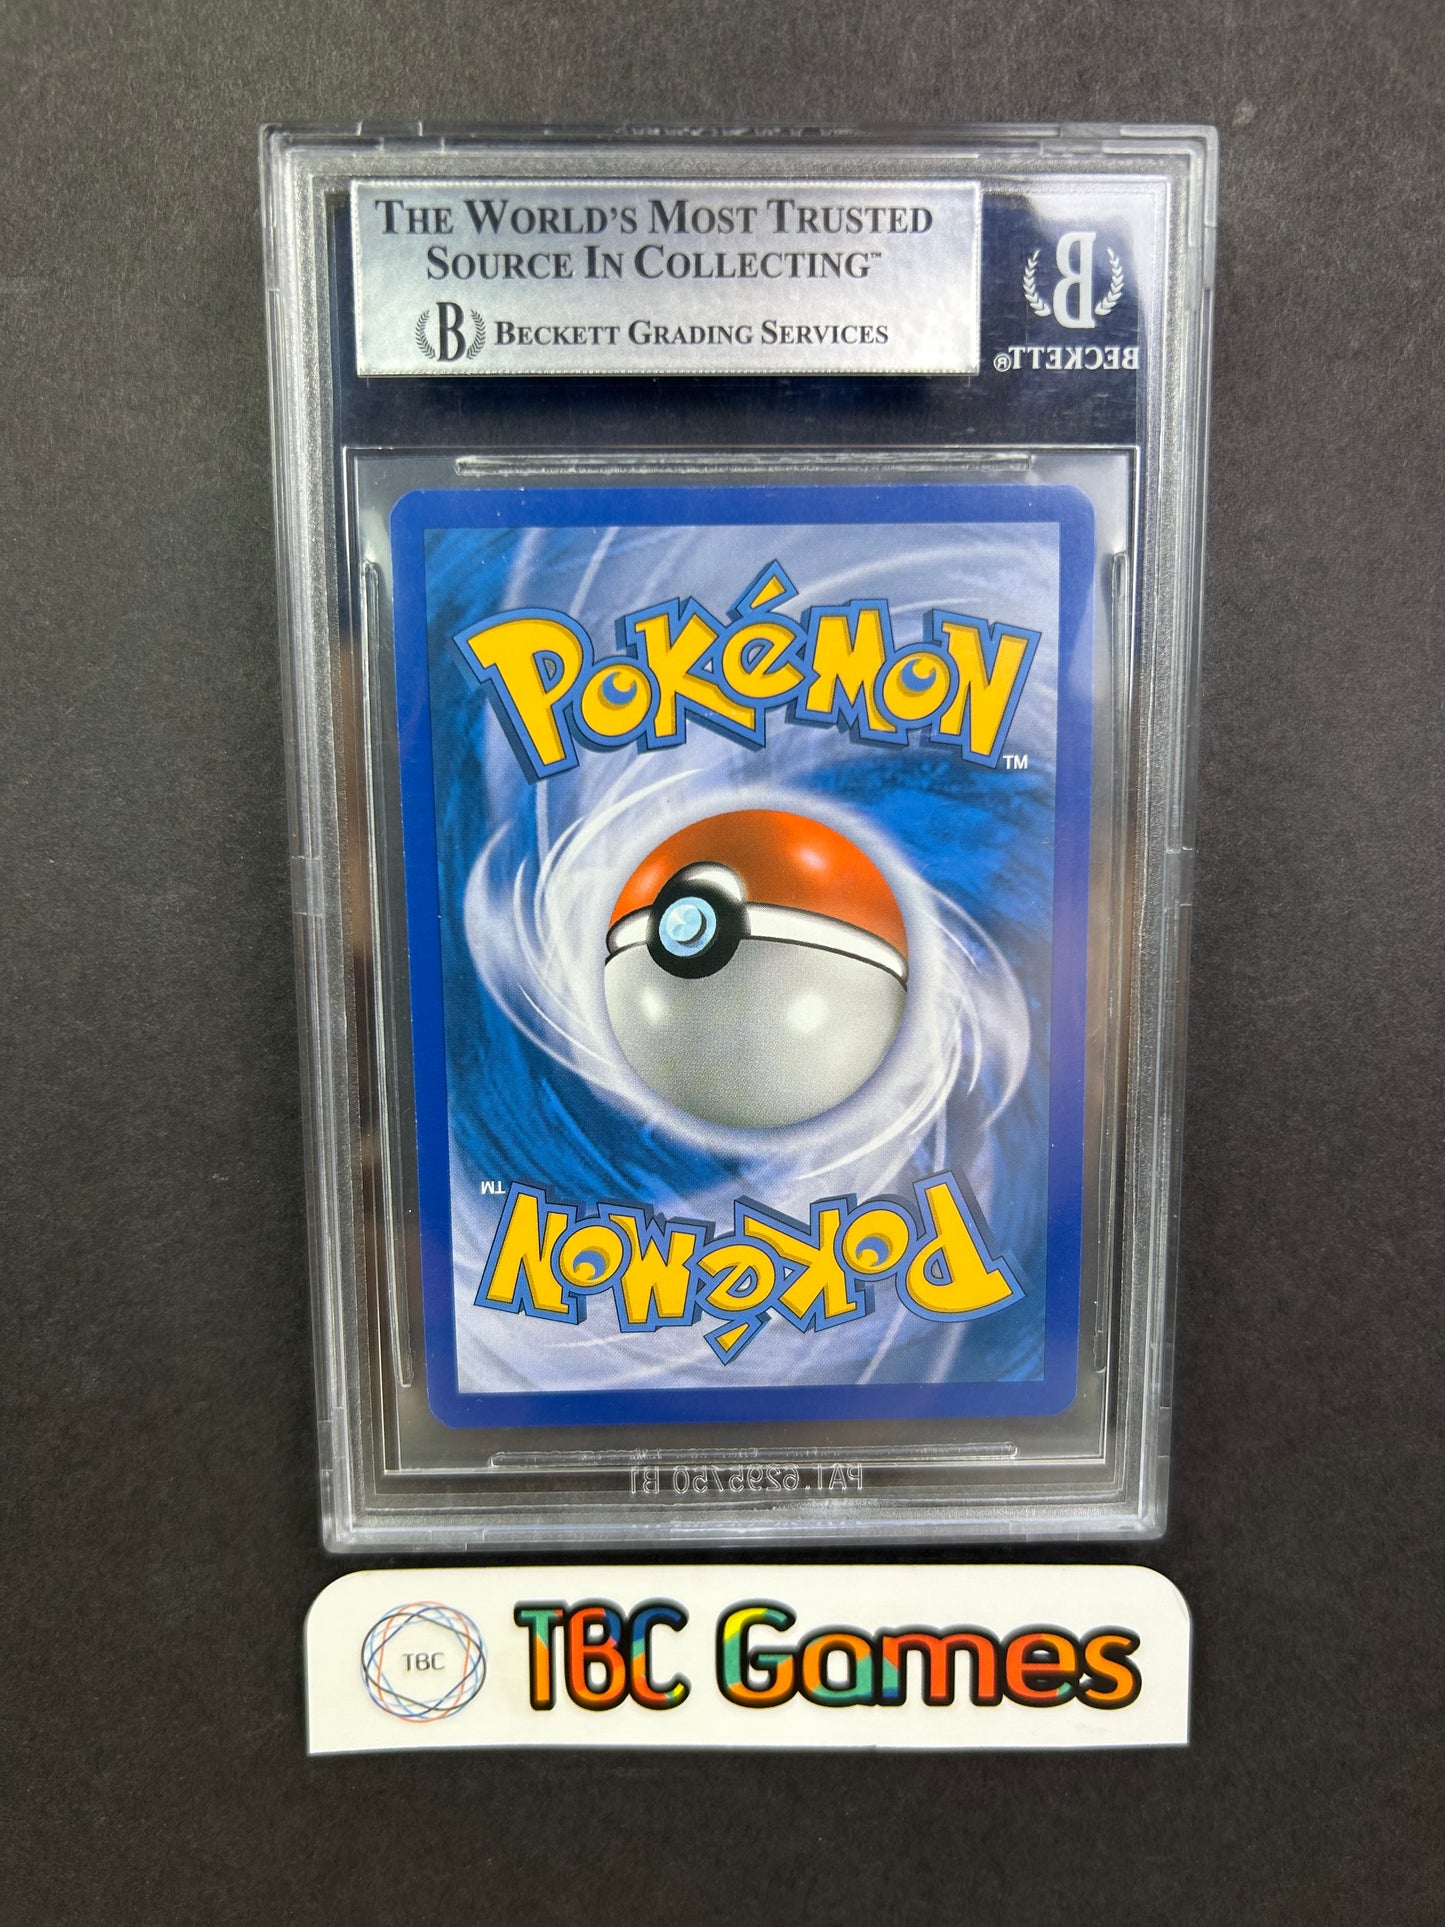 THE WORLD'S MOST TRUSTED
SOURCE IN COLLECTING™
B BECKETT GRADING SERVICES
B
BECKETT®
POKéMON
TM
TM
POKéMON
PAT. 6295750 B1
TBC
TBC Games